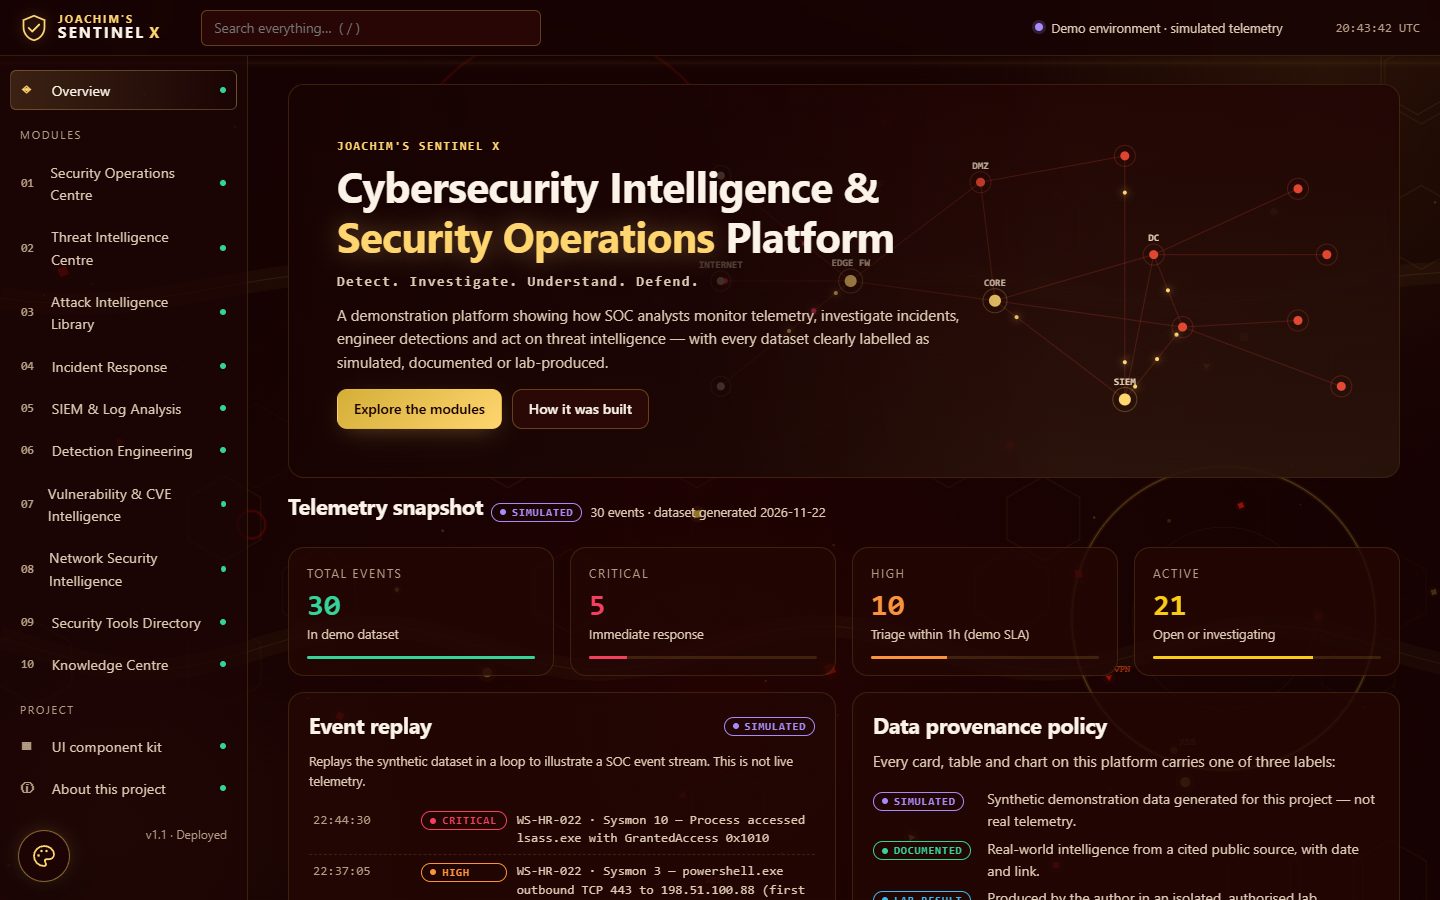 JOACHIM'S
SENTINEL X
Search everything... ( / )
Demo environment · simulated telemetry
20:43:42 UTC
Overview
MODULES
01 Security Operations
Centre
02 Threat Intelligence
Centre
03 Attack Intelligence
Library
04 Incident Response
05 SIEM & Log Analysis
06 Detection Engineering
07 Vulnerability & CVE
Intelligence
08 Network Security
Intelligence
09 Security Tools Directory
10 Knowledge Centre
PROJECT
UI component kit
About this project
v1.1 · Deployed
JOACHIM'S SENTINEL X
Cybersecurity Intelligence &
Security Operations Platform
Detect. Investigate. Understand. Defend.
A demonstration platform showing how SOC analysts monitor telemetry, investigate incidents,
engineer detections and act on threat intelligence — with every dataset clearly labelled as
simulated, documented or lab-produced.
Explore the modules
How it was built
INTERNET
EDGE FW
DMZ
CORE
DC
SIEM
Telemetry snapshot
SIMULATED
30 events · dataset generated 2026-11-22
TOTAL EVENTS
30
In demo dataset
CRITICAL
5
Immediate response
HIGH
10
Triage within 1h (demo SLA)
ACTIVE
21
Open or investigating
VPN
Event replay
SIMULATED
Replays the synthetic dataset in a loop to illustrate a SOC event stream. This is not live
telemetry.
22:44:30 CRITICAL WS-HR-022 · Sysmon 10 — Process accessed
lsass.exe with GrantedAccess 0x1010
22:37:05 HIGH WS-HR-022 · Sysmon 3 — powershell.exe
outbound TCP 443 to 198.51.100.88 (first
Data provenance policy
Every card, table and chart on this platform carries one of three labels:
SIMULATED Synthetic demonstration data generated for this project — not
real telemetry.
DOCUMENTED Real-world intelligence from a cited public source, with date
and link.
LAB RESULT Produced by the author in an isolated, authorised lab